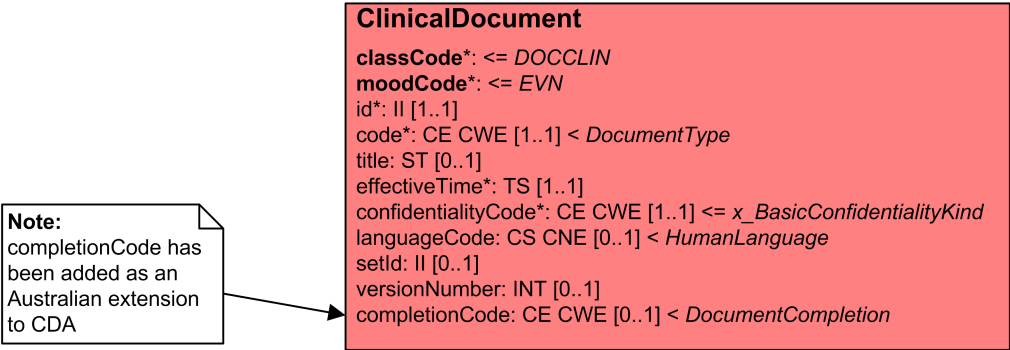 ClinicalDocument
classCode*: <= DOCCLIN
moodCode*: <= EVN
id*: II [1..1]
code*: CE CWE [1..1] < DocumentType
title: ST [0..1]
effectiveTime*: TS [1..1]
confidentialityCode*: CE CWE [1..1] <= x_BasicConfidentialityKind
languageCode: CS CNE [0..1] < HumanLanguage
setId: II [0..1]
versionNumber: INT [0..1]
completionCode: CE CWE [0..1] < DocumentCompletion
Note:
completionCode has
been added as an
Australian extension
to CDA